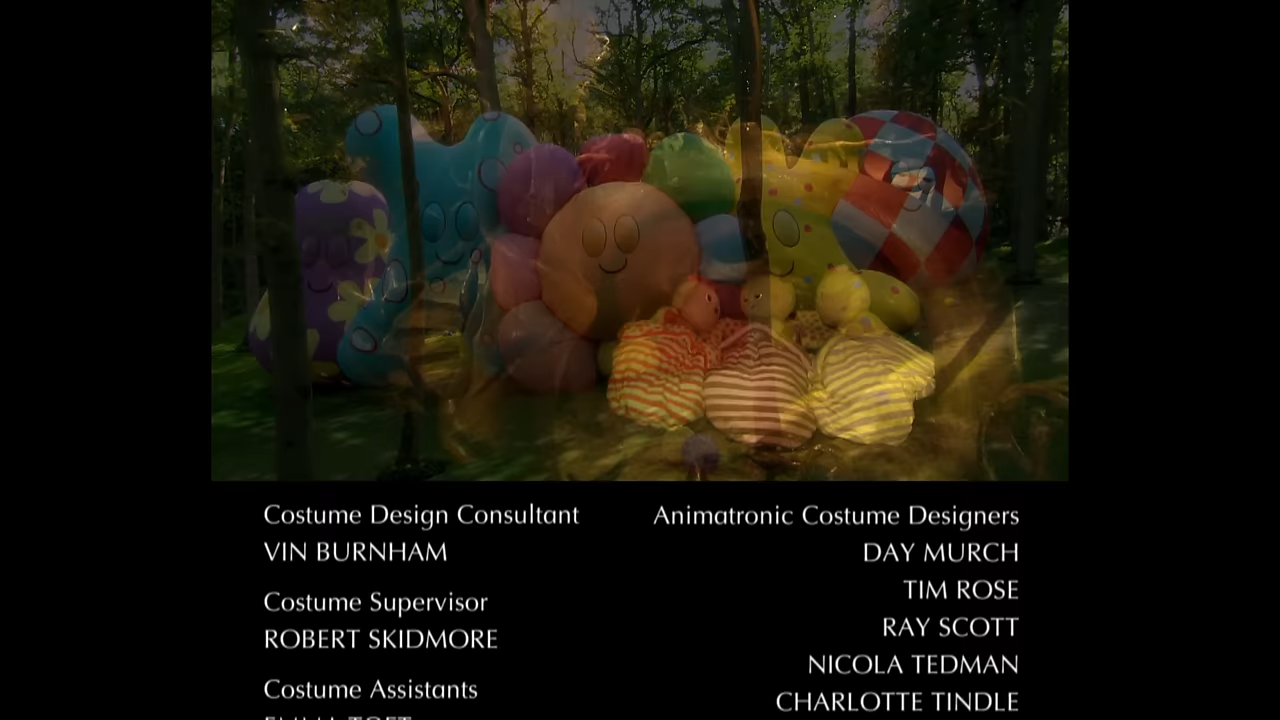 Costume Design Consultant
VIN BURNHAM
Costume Supervisor
ROBERT SKIDMORE
Costume Assistants
Animatronic Costume Designers
DAY MURCH
TIM ROSE
RAY SCOTT
NICOLA TEDMAN
CHARLOTTE TINDLE